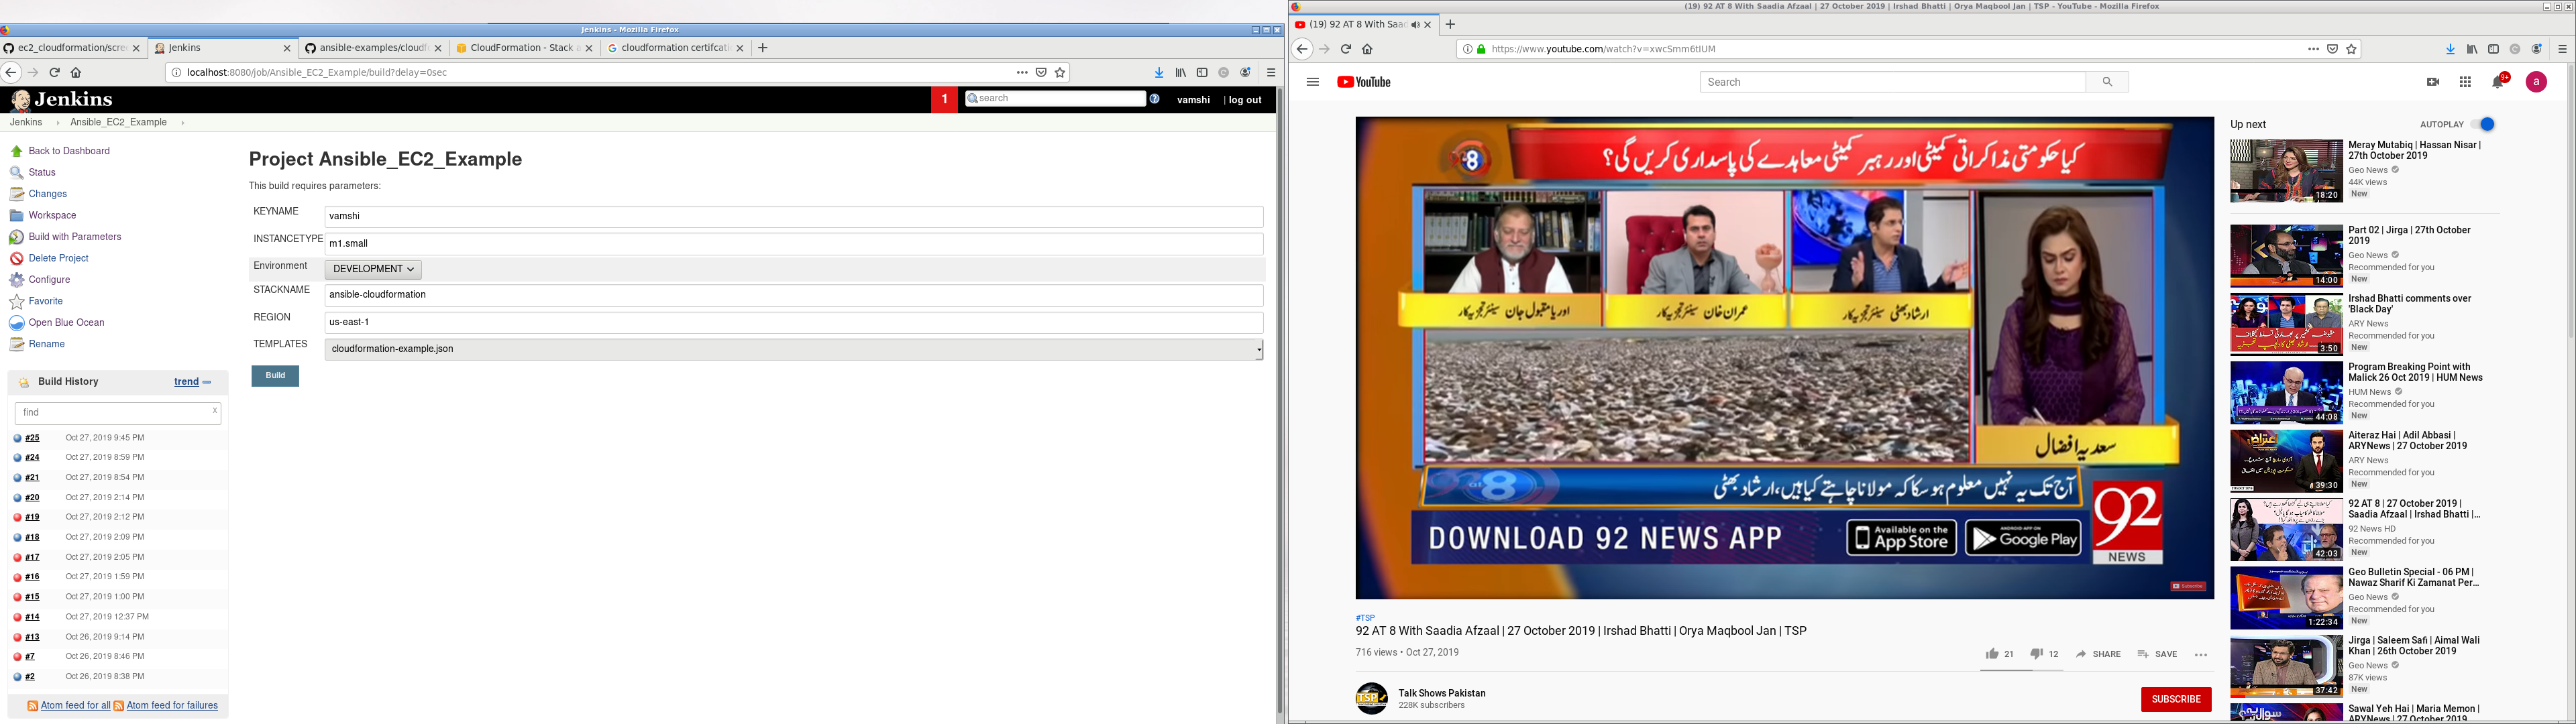 Jenkins - Mozilla Firefox
ec2_cloudformation/scre
Jenkins
ansible-examples/cloudf
CloudFormation - Stack
cloudformation certifcati
localhost:8080/job/Ansible_EC2_Example/build?delay=0sec
Jenkins
1
search
vamshi
| log out
Jenkins
Ansible_EC2_Example
Back to Dashboard
Status
Changes
Workspace
Build with Parameters
Delete Project
Configure
Favorite
Open Blue Ocean
Rename
Build History
trend
find
x
#25 Oct 27, 2019 9:45 PM
#24 Oct 27, 2019 8:59 PM
#21 Oct 27, 2019 8:54 PM
#20 Oct 27, 2019 2:14 PM
#19 Oct 27, 2019 2:12 PM
#18 Oct 27, 2019 2:09 PM
#17 Oct 27, 2019 2:05 PM
#16 Oct 27, 2019 1:59 PM
#15 Oct 27, 2019 1:00 PM
#14 Oct 27, 2019 12:37 PM
#13 Oct 26, 2019 9:14 PM
#7 Oct 26, 2019 8:46 PM
#2 Oct 26, 2019 8:38 PM
Atom feed for all
Atom feed for failures
Project Ansible_EC2_Example
This build requires parameters:
KEYNAME vamshi
INSTANCETYPE m1.small
Environment DEVELOPMENT
STACKNAME ansible-cloudformation
REGION us-east-1
TEMPLATES cloudformation-example.json
Build
(19) 92 AT 8 With Saadia Afzaal | 27 October 2019 | Irshad Bhatti | Orya Maqbool Jan | TSP - YouTube - Mozilla Firefox
(19) 92 AT 8 With Saa
https://www.youtube.com/watch?v=xwcSmm6tIUM
YouTube
Search
9+
a
کیا حکومتی مذاکراتی کمیٹی اور رہبر کمیٹی معاہدے کی پاسداری کریں گی؟
8
اوریا مقبول جان سینئر تجزیہ کار
عمران خان سینئر تجزیہ کار
ارشاد بھٹی سینئر تجزیہ کار
سعدیہ افضال
8
آج تک یہ نہیں معلوم ہو سکا کہ مولانا چاہتے کیا ہیں، ارشاد بھٹی
DOWNLOAD 92 NEWS APP
Available on the
App Store
ANDROID APP ON
Google Play
92
NEWS
Subscribe
#TSP
92 AT 8 With Saadia Afzaal | 27 October 2019 | Irshad Bhatti | Orya Maqbool Jan | TSP
716 views • Oct 27, 2019
21
12
SHARE
SAVE
Talk Shows Pakistan
228K subscribers
SUBSCRIBE
Up next
AUTOPLAY
Meray Mutabiq | Hassan Nisar |
27th October 2019
Geo News
44K views
New
18:20
Part 02 | Jirga | 27th October
2019
Geo News
Recommended for you
New
14:00
Irshad Bhatti comments over
'Black Day'
ARY News
Recommended for you
New
3:50
Program Breaking Point with
Malick 26 Oct 2019 | HUM News
HUM News
Recommended for you
New
44:08
Aiteraz Hai | Adil Abbasi |
ARYNews | 27 October 2019
ARY News
Recommended for you
New
39:30
92 AT 8 | 27 October 2019 |
Saadia Afzaal | Irshad Bhatti |...
92 News HD
Recommended for you
New
42:03
Geo Bulletin Special - 06 PM |
Nawaz Sharif Ki Zamanat Per...
Geo News
Recommended for you
New
1:22:34
Jirga | Saleem Safi | Aimal Wali
Khan | 26th October 2019
Geo News
87K views
New
37:42
Sawal Yeh Hai | Maria Memon |
ARYNews | 27 October 2019